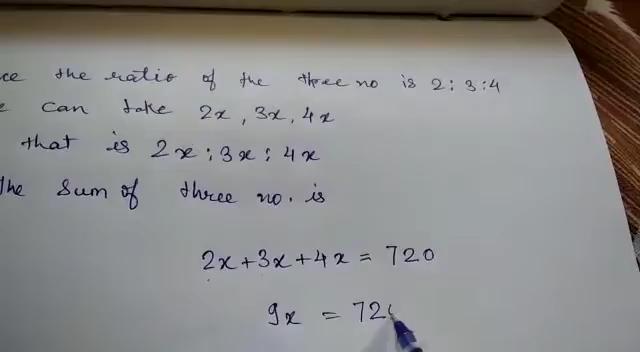 the ratio of the three no is 2:3:4
can take 2x, 3x, 4x
that is 2x:3x:4x
the sum of three no. is
2x+3x+4x = 720
9x = 72